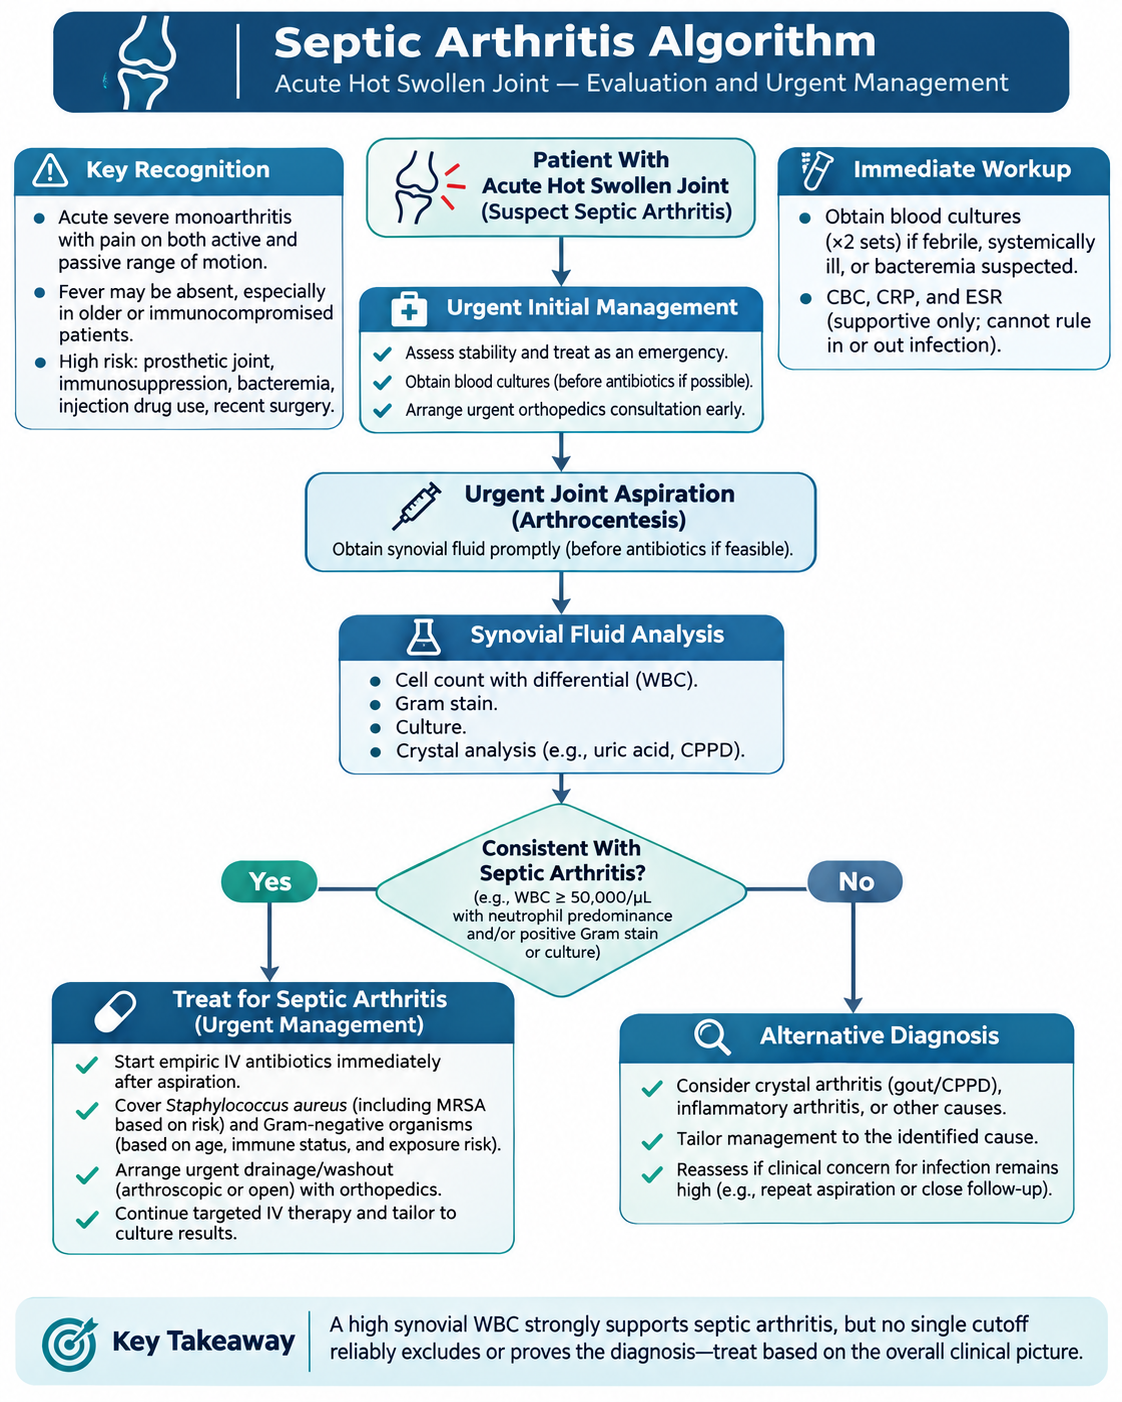 Septic Arthritis Algorithm
Acute Hot Swollen Joint — Evaluation and Urgent Management
Key Recognition
Acute severe monoarthritis
with pain on both active and
passive range of motion.
Fever may be absent, especially
in older or immunocompromised
patients.
High risk: prosthetic joint,
immunosuppression, bacteremia,
injection drug use, recent surgery.
Patient With
Acute Hot Swollen Joint
(Suspect Septic Arthritis)
Immediate Workup
Obtain blood cultures
(×2 sets) if febrile, systemically
ill, or bacteremia suspected.
CBC, CRP, and ESR
(supportive only; cannot rule
in or out infection).
Urgent Initial Management
Assess stability and treat as an emergency.
Obtain blood cultures (before antibiotics if possible).
Arrange urgent orthopedics consultation early.
Urgent Joint Aspiration
(Arthrocentesis)
Obtain synovial fluid promptly (before antibiotics if feasible).
Synovial Fluid Analysis
Cell count with differential (WBC).
Gram stain.
Culture.
Crystal analysis (e.g., uric acid, CPPD).
Consistent With
Septic Arthritis?
(e.g., WBC ≥ 50,000/µL
with neutrophil predominance
and/or positive Gram stain
or culture)
Yes
No
Treat for Septic Arthritis
(Urgent Management)
Start empiric IV antibiotics immediately
after aspiration.
Cover Staphylococcus aureus (including MRSA
based on risk) and Gram-negative organisms
(based on age, immune status, and exposure risk).
Arrange urgent drainage/washout
(arthroscopic or open) with orthopedics.
Continue targeted IV therapy and tailor to
culture results.
Alternative Diagnosis
Consider crystal arthritis (gout/CPPD),
inflammatory arthritis, or other causes.
Tailor management to the identified cause.
Reassess if clinical concern for infection remains
high (e.g., repeat aspiration or close follow-up).
Key Takeaway
A high synovial WBC strongly supports septic arthritis, but no single cutoff
reliably excludes or proves the diagnosis—treat based on the overall clinical picture.